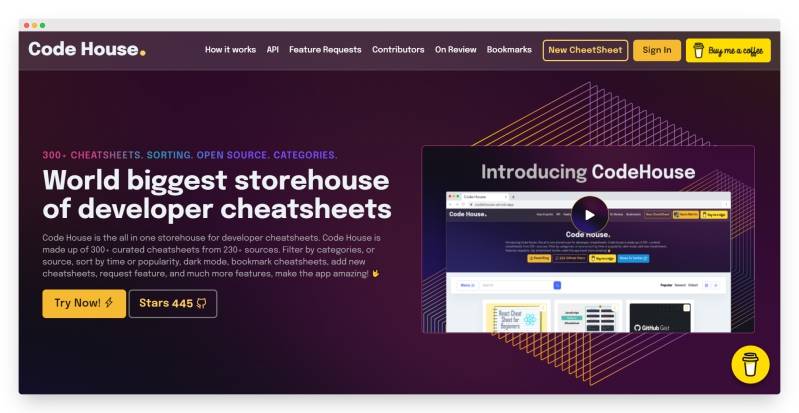 Code House.
How it works API Feature Requests Contributors On Review Bookmarks New CheetSheet Sign In Buy me a coffee
300+ CHEATSHEETS. SORTING. OPEN SOURCE. CATEGORIES.
World biggest storehouse
of developer cheatsheets
Code House is the all in one storehouse for developer cheatsheets. Code House is
made up of 300+ curated cheatsheets from 230+ sources. Filter by categories, or
source, sort by time or popularity, dark mode, bookmark cheatsheets, add new
cheatsheets, request feature, and much more features, make the app amazing! 🤘
Try Now!
Stars 445
Introducing CodeHouse
Code House.
Code House.
React Cheat
Sheet for
Beginners
GitHub Gist